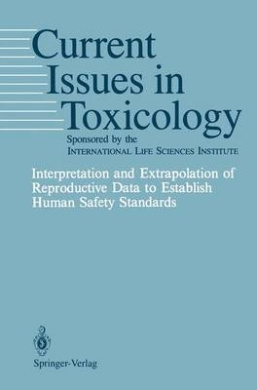 Current
Issues in
Toxicology
Sponsored by the
INTERNATIONAL LIFE SCIENCES INSTITUTE
Interpretation and Extrapolation of
Reproductive Data to Establish
Human Safety Standards
Springer-Verlag